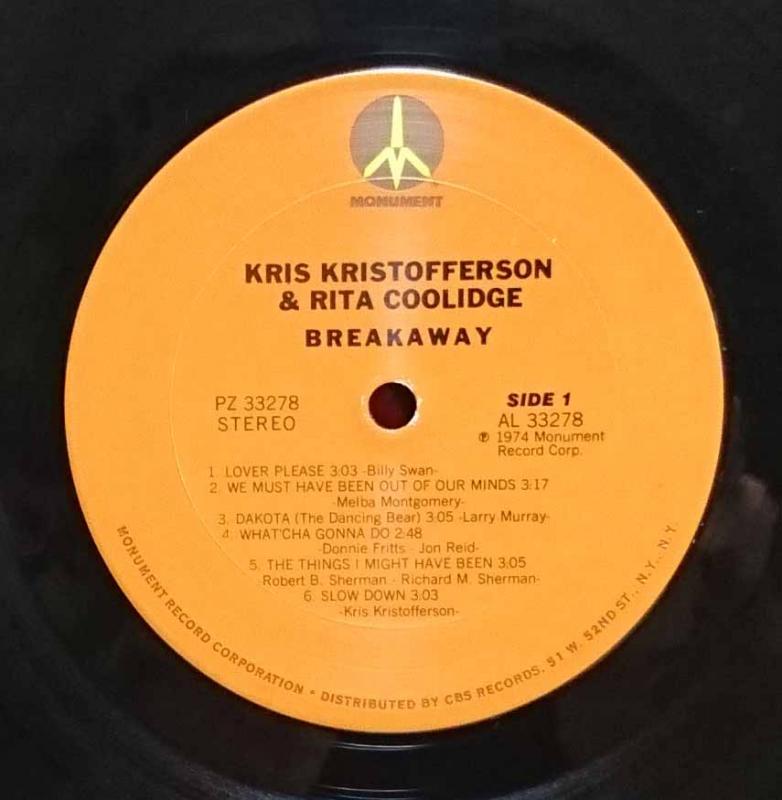 MONUMENT
KRIS KRISTOFFERSON
& RITA COOLIDGE
BREAKAWAY
PZ 33278
STEREO
SIDE 1
AL 33278
℗ 1974 Monument
Record Corp.
1. LOVER PLEASE 3:03 -Billy Swan-
2. WE MUST HAVE BEEN OUT OF OUR MINDS 3:17
-Melba Montgomery-
3. DAKOTA (The Dancing Bear) 3:05 -Larry Murray-
4. WHAT'CHA GONNA DO 2:48
-Donnie Fritts - Jon Reid-
5. THE THINGS I MIGHT HAVE BEEN 3:05
-Robert B. Sherman - Richard M. Sherman-
6. SLOW DOWN 3:03
-Kris Kristofferson-
MONUMENT RECORD CORPORATION • DISTRIBUTED BY CBS RECORDS, 51 W. 52ND ST., N.Y., N.Y.